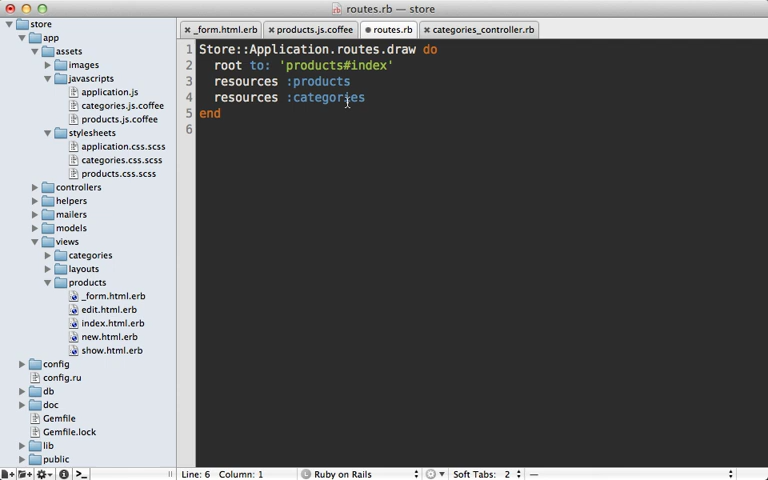 routes.rb — store
store
app
assets
images
javascripts
application.js
categories.js.coffee
products.js.coffee
stylesheets
application.css.scss
categories.css.scss
products.css.scss
controllers
helpers
mailers
models
views
categories
layouts
products
_form.html.erb
edit.html.erb
index.html.erb
new.html.erb
show.html.erb
config
config.ru
db
doc
Gemfile
Gemfile.lock
lib
public
_form.html.erb products.js.coffee routes.rb categories_controller.rb
1 Store::Application.routes.draw do
2 root to: 'products#index'
3 resources :products
4 resources :categories
5 end
6
Line: 6 Column: 1 Ruby on Rails Soft Tabs: 2 —